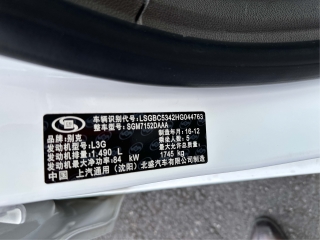 车辆识别代号:LSGBC5342HG044763
整车型号:SGM7152DAAA
品牌:别克 制造年月:16-12
发动机型号:L3G 乘坐人数:5
发动机排量:1.490 L 最大允许总质量:
发动机最大净功率:84 kW 1745 kg
中国 上汽通用(沈阳)北盛汽车有限公司制造